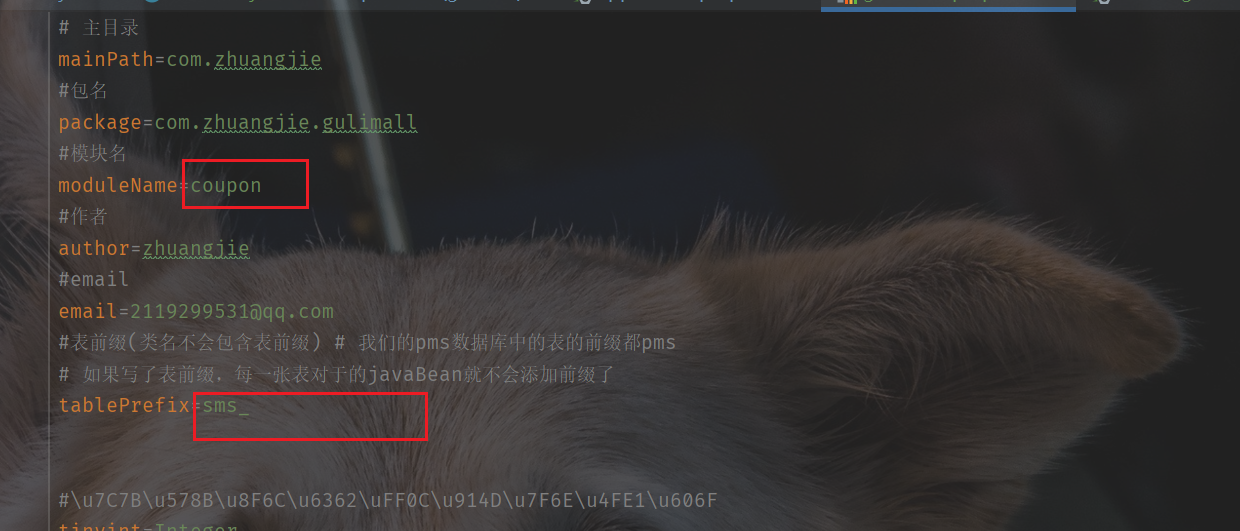 # 主目录
mainPath=com.zhuangjie
#包名
package=com.zhuangjie.gulimall
#模块名
moduleName=coupon
#作者
author=zhuangjie
#email
email=2119299531@qq.com
#表前缀(类名不会包含表前缀) # 我们的pms数据库中的表的前缀都pms
# 如果写了表前缀，每一张表对于的javaBean就不会添加前缀了
tablePrefix=sms_
#\u7C7B\u578B\u8F6C\u6362\uFF0C\u914D\u7F6E\u4FE1\u606F
tinyint=Integer